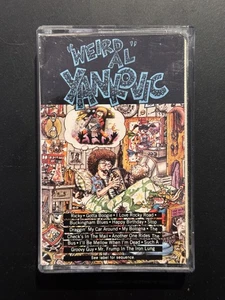 "WEIRD AL"
YANKOVIC
Ricky • Gotta Boogie • I Love Rocky Road •
Buckingham Blues • Happy Birthday • Stop
Draggin' My Car Around • My Bologna • The
Check's In The Mail • Another One Rides The
Bus • I'll Be Mellow When I'm Dead • Such A
Groovy Guy • Mr. Frump In The Iron Lung
See label for sequence.